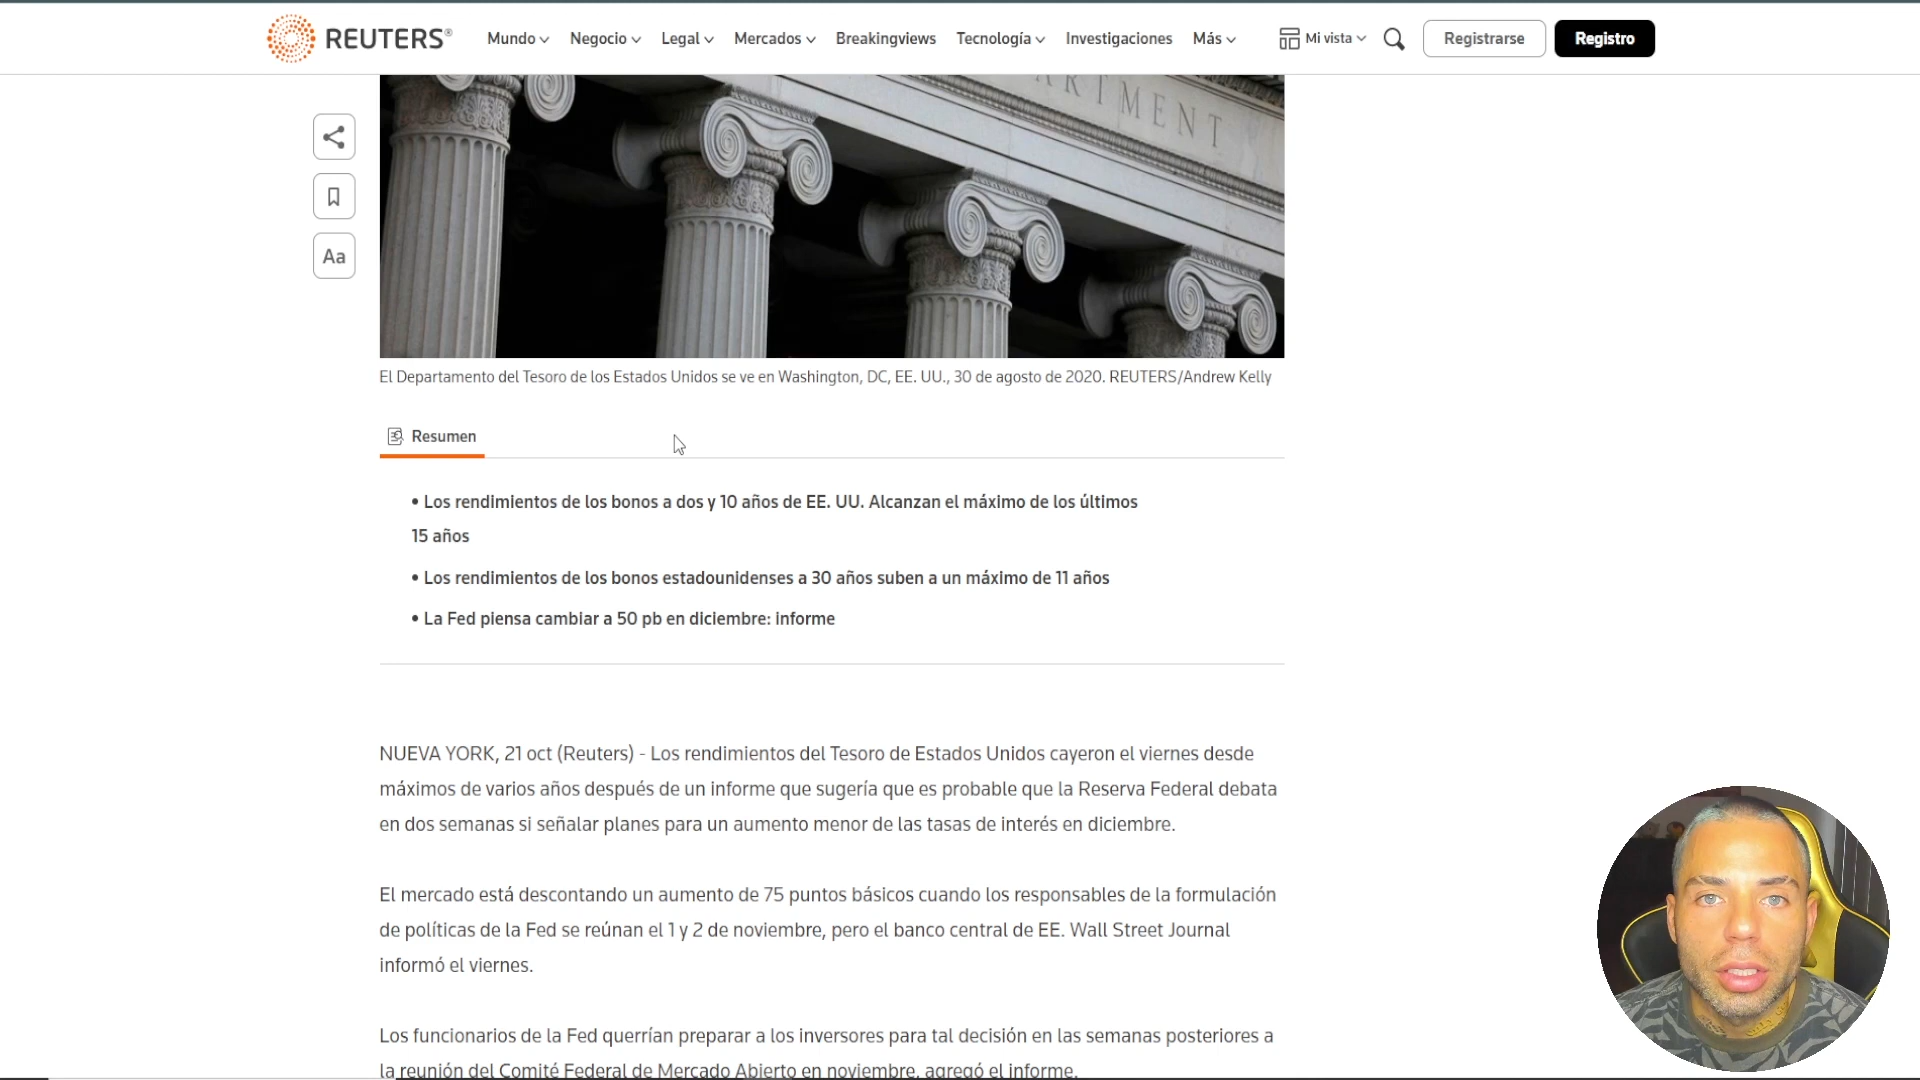 REUTERS®
Mundo Negocio Legal Mercados Breakingviews Tecnología Investigaciones Más Mi vista Registrarse Registro
ARTMENT
Aa
El Departamento del Tesoro de los Estados Unidos se ve en Washington, DC, EE. UU., 30 de agosto de 2020. REUTERS/Andrew Kelly
Resumen
• Los rendimientos de los bonos a dos y 10 años de EE. UU. Alcanzan el máximo de los últimos
15 años
• Los rendimientos de los bonos estadounidenses a 30 años suben a un máximo de 11 años
• La Fed piensa cambiar a 50 pb en diciembre: informe
NUEVA YORK, 21 oct (Reuters) - Los rendimientos del Tesoro de Estados Unidos cayeron el viernes desde
máximos de varios años después de un informe que sugería que es probable que la Reserva Federal debata
en dos semanas si señalar planes para un aumento menor de las tasas de interés en diciembre.
El mercado está descontando un aumento de 75 puntos básicos cuando los responsables de la formulación
de políticas de la Fed se reúnan el 1 y 2 de noviembre, pero el banco central de EE. Wall Street Journal
informó el viernes.
Los funcionarios de la Fed querrían preparar a los inversores para tal decisión en las semanas posteriores a
la reunión del Comité Federal de Mercado Abierto en noviembre, agregó el informe.